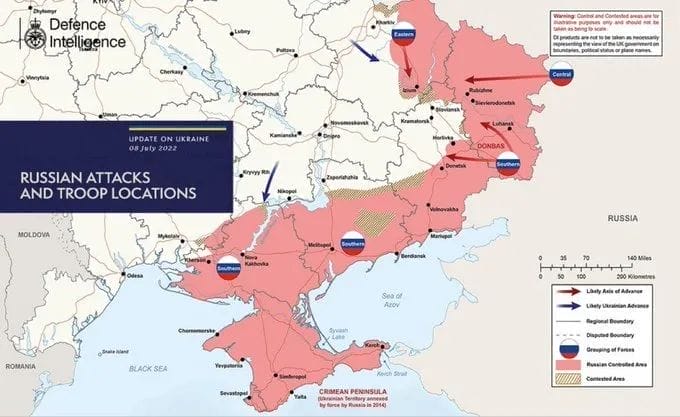 Defence
Intelligence
Warning: Control and Contested areas are for
illustrative purposes only and should not be
taken as being to scale.
DI products are not to be taken as necessarily
representing the view of the UK government on
boundaries, political status or place names.
UPDATE ON UKRAINE
08 July 2022
RUSSIAN ATTACKS
AND TROOP LOCATIONS
KYIV
Kharkiv
Eastern
Lubny
Poltava
Central
Vinnytsia
Cherkasy
Kremenchuk
Izium
Rubizhne
Sievierodonetsk
Sloviansk
Kramatorsk
Luhansk
Uman
Novomoskovsk
Kamianske
Dnipro
Horlivka
DONBAS
Southern
Donetsk
Kryvyy Rih
Zaporizhzhia
Nikopol
Volnovakha
MOLDOVA
RUSSIA
Mykolaiv
Melitopol
Southern
Mariupol
Kherson
Nova
Kakhovka
Southern
Berdiansk
Odesa
Sea of
Azov
0 35 70 140 Miles
0 50 100 200 Kilometres
Likely Axis of Advance
Likely Ukrainian Advance
Regional Boundary
Disputed Boundary
Grouping of Forces
Russian Controlled Area
Contested Area
Chornomorske
Syvash
Lake
Kerch
Snake Island
Yevpatoriia
Kerch Strait
ROMANIA
BLACK SEA
Simferopol
Sevastopol
Yalta
CRIMEAN PENINSULA
(Ukrainian Territory annexed
by force by Russia in 2014)